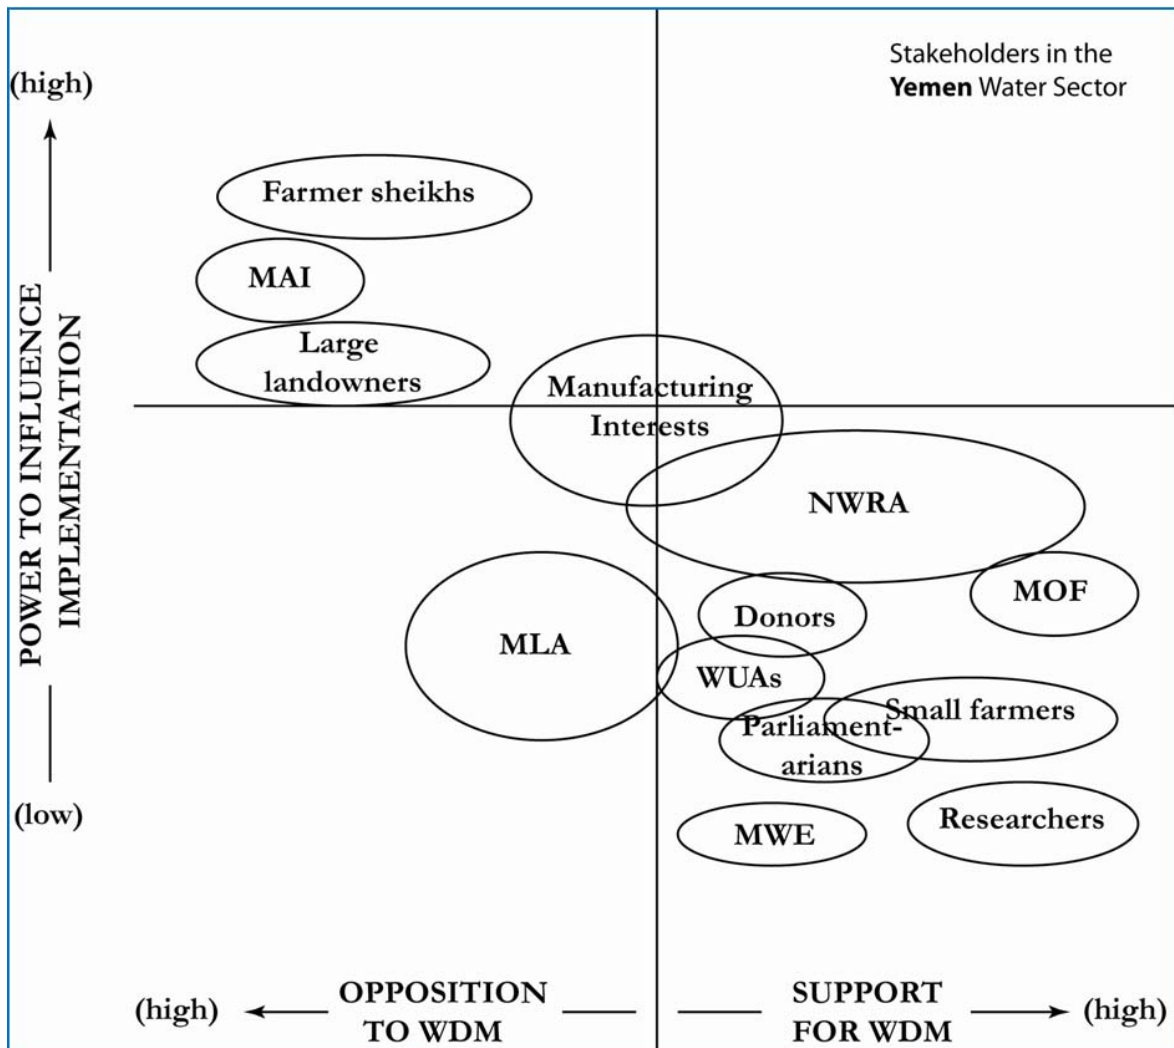 Stakeholders in the
Yemen Water Sector
(high)
POWER TO INFLUENCE
IMPLEMENTATION
(low)
Farmer sheikhs
MAI
Large
landowners
Manufacturing
Interests
NWRA
MOF
Donors
MLA
WUAs
Small farmers
Parliament-
arians
Researchers
MWE
(high)
OPPOSITION
TO WDM
SUPPORT
FOR WDM
(high)